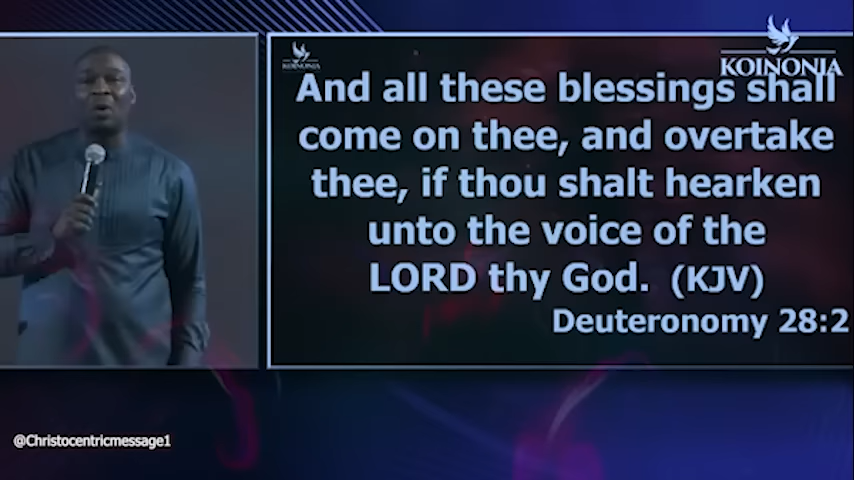 KOINONIA
KOINONIA
And all these blessings shall
come on thee, and overtake
thee, if thou shalt hearken
unto the voice of the
LORD thy God. (KJV)
Deuteronomy 28:2
@Christocentricmessage1